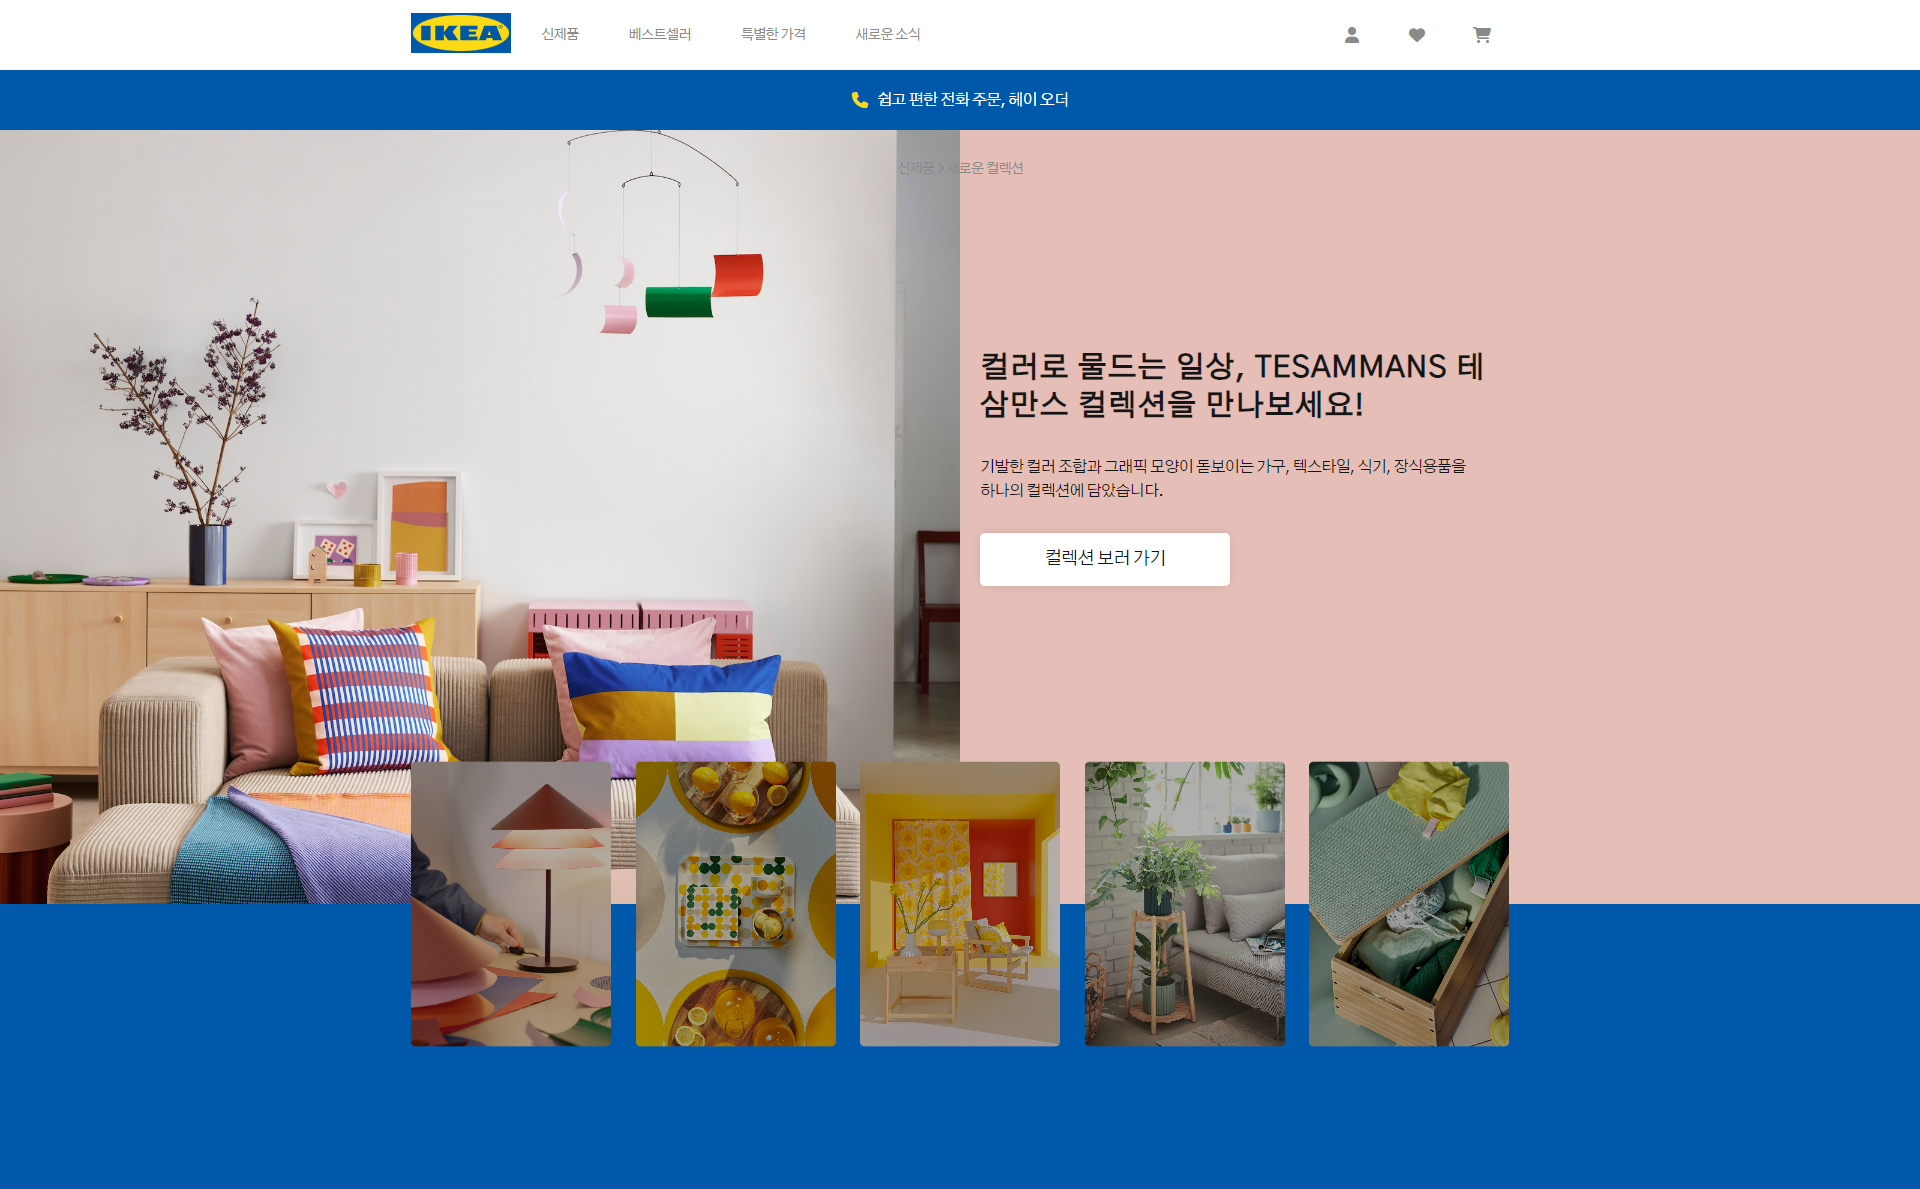 IKEA
신제품
베스트셀러
특별한 가격
새로운 소식
쉽고 편한 전화 주문, 헤이 오더
신제품 > 새로운 컬렉션
컬러로 물드는 일상, TESAMMANS 테
삼만스 컬렉션을 만나보세요!
기발한 컬러 조합과 그래픽 모양이 돋보이는 가구, 텍스타일, 식기, 장식용품을
하나의 컬렉션에 담았습니다.
컬렉션 보러 가기